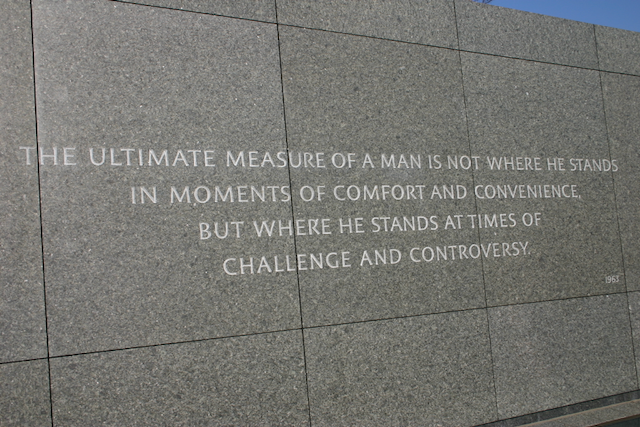 THE ULTIMATE MEASURE OF A MAN IS NOT WHERE HE STANDS
IN MOMENTS OF COMFORT AND CONVENIENCE,
BUT WHERE HE STANDS AT TIMES OF
CHALLENGE AND CONTROVERSY.
1963